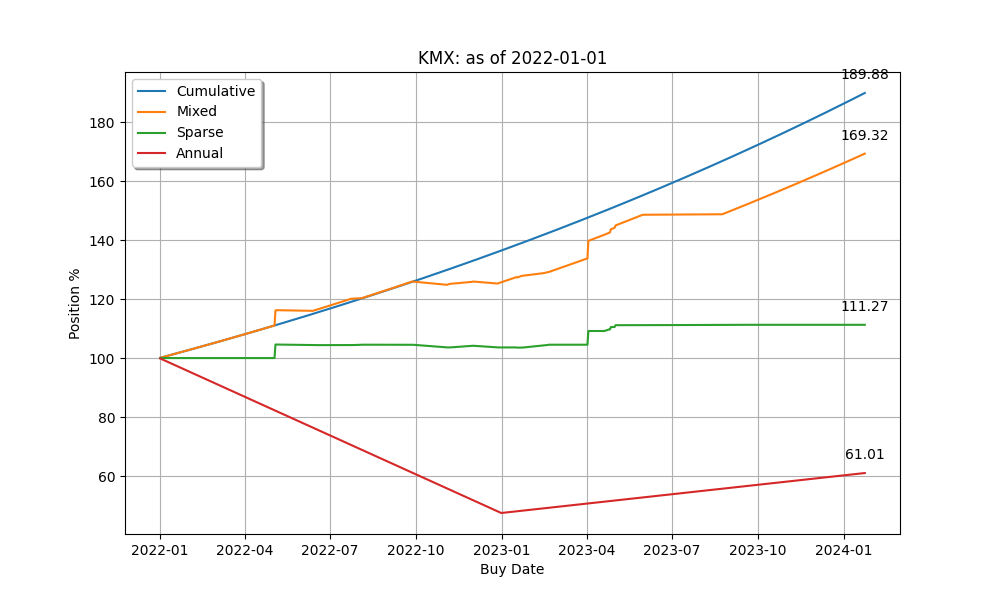 KMX: as of 2022-01-01
189.88
Cumulative
Mixed
Sparse
Annual
169.32
111.27
61.01
180
160
140
120
100
80
60
Position %
2022-01 2022-04 2022-07 2022-10 2023-01 2023-04 2023-07 2023-10 2024-01
Buy Date